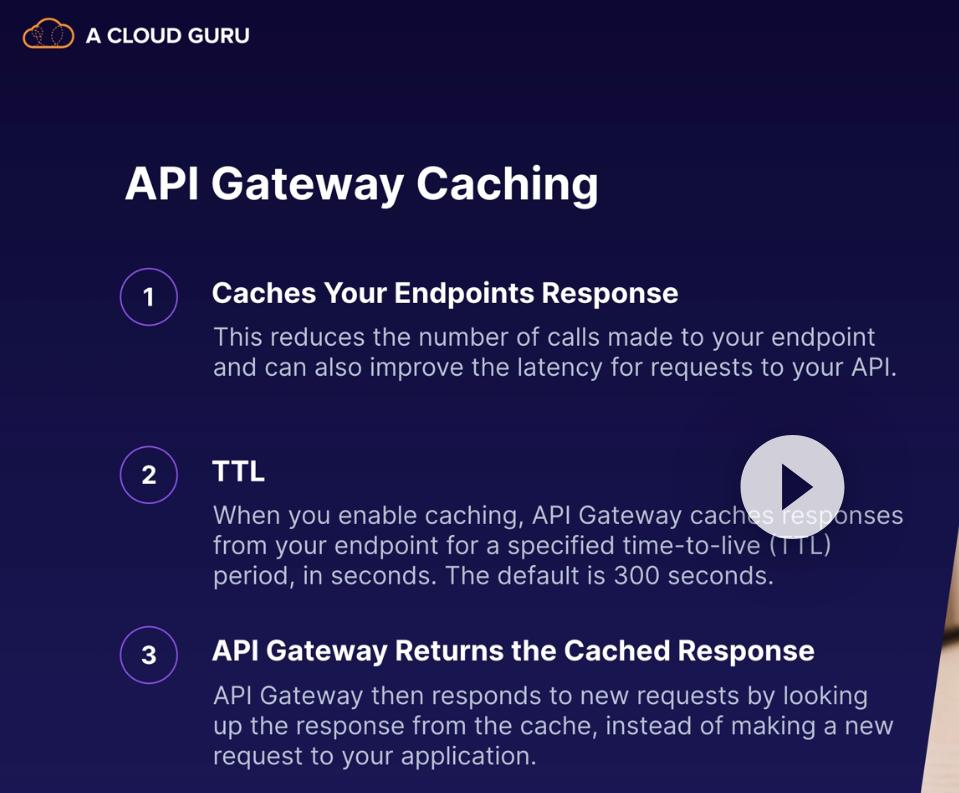 A CLOUD GURU
API Gateway Caching
1
Caches Your Endpoints Response
This reduces the number of calls made to your endpoint
and can also improve the latency for requests to your API.
2
TTL
When you enable caching, API Gateway caches responses
from your endpoint for a specified time-to-live (TTL)
period, in seconds. The default is 300 seconds.
3
API Gateway Returns the Cached Response
API Gateway then responds to new requests by looking
up the response from the cache, instead of making a new
request to your application.